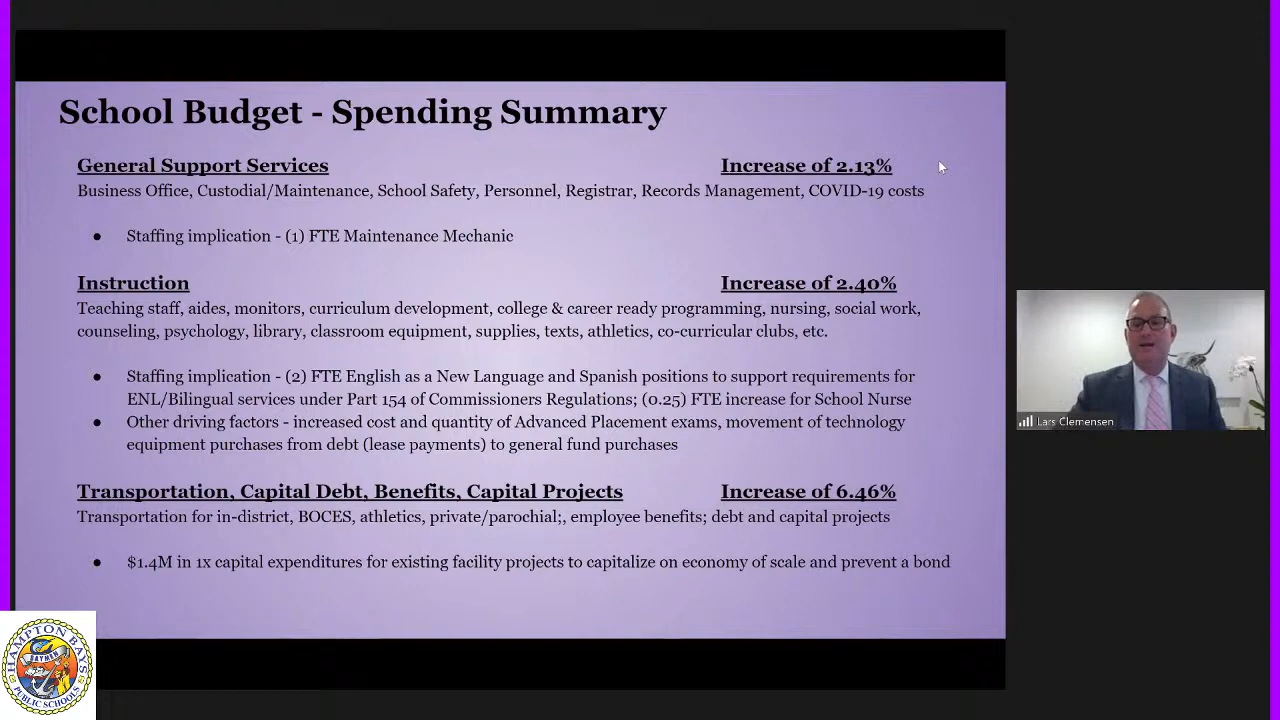 School Budget - Spending Summary
General Support Services Increase of 2.13%
Business Office, Custodial/Maintenance, School Safety, Personnel, Registrar, Records Management, COVID-19 costs
● Staffing implication - (1) FTE Maintenance Mechanic
Instruction Increase of 2.40%
Teaching staff, aides, monitors, curriculum development, college & career ready programming, nursing, social work,
counseling, psychology, library, classroom equipment, supplies, texts, athletics, co-curricular clubs, etc.
● Staffing implication - (2) FTE English as a New Language and Spanish positions to support requirements for
ENL/Bilingual services under Part 154 of Commissioners Regulations; (0.25) FTE increase for School Nurse
● Other driving factors - increased cost and quantity of Advanced Placement exams, movement of technology
equipment purchases from debt (lease payments) to general fund purchases
Transportation, Capital Debt, Benefits, Capital Projects Increase of 6.46%
Transportation for in-district, BOCES, athletics, private/parochial;, employee benefits; debt and capital projects
● $1.4M in 1x capital expenditures for existing facility projects to capitalize on economy of scale and prevent a bond
Lars Clemensen
HAMPTON BAYS
BAYMEN
PUBLIC SCHOOLS